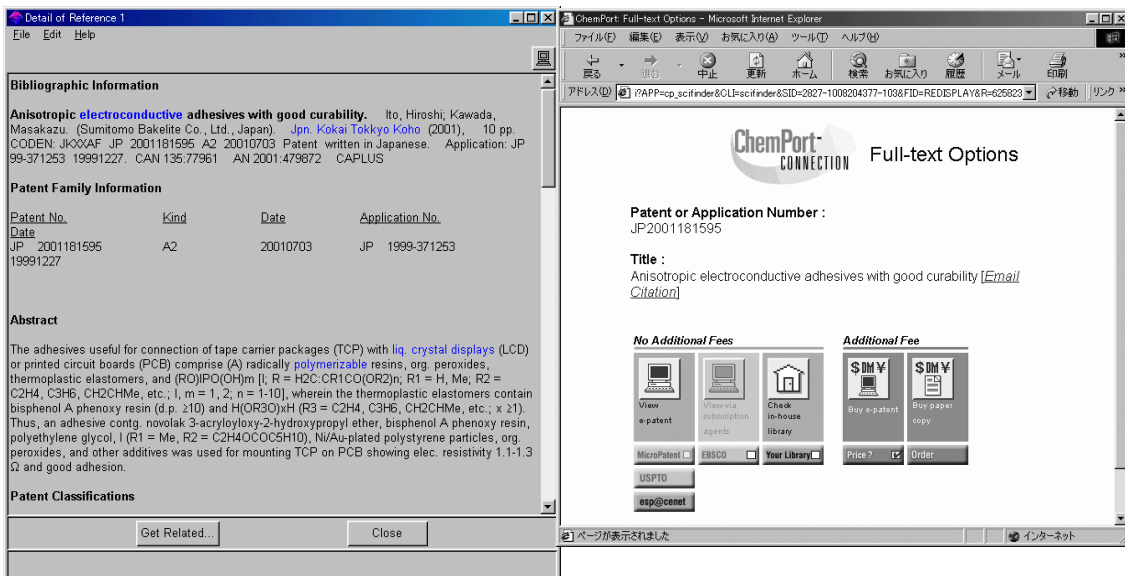 Detail of Reference 1
File Edit Help
Bibliographic Information
Anisotropic electroconductive adhesives with good curability. Ito, Hiroshi; Kawada,
Masakazu. (Sumitomo Bakelite Co., Ltd., Japan). Jpn. Kokai Tokkyo Koho (2001), 10 pp.
CODEN: JKXXAF JP 2001181595 A2 20010703 Patent written in Japanese. Application: JP
99-371253 19991227. CAN 135:77961 AN 2001:479872 CAPLUS
Patent Family Information
Patent No. Kind Date Application No.
Date
JP 2001181595 A2 20010703 JP 1999-371253
19991227
Abstract
The adhesives useful for connection of tape carrier packages (TCP) with liq. crystal displays (LCD)
or printed circuit boards (PCB) comprise (A) radically polymerizable resins, org. peroxides,
thermoplastic elastomers, and (RO)lPO(OH)m [I; R = H2C:CR1CO(OR2)n; R1 = H, Me; R2 =
C2H4, C3H6, CH2CHMe, etc.; l, m = 1, 2; n = 1-10], wherein the thermoplastic elastomers contain
bisphenol A phenoxy resin (d.p. ≥10) and H(OR3O)xH (R3 = C2H4, C3H6, CH2CHMe, etc.; x ≥1).
Thus, an adhesive contg. novolak 3-acryloyloxy-2-hydroxypropyl ether, bisphenol A phenoxy resin,
polyethylene glycol, I (R1 = Me, R2 = C2H4OCOC5H10), Ni/Au-plated polystyrene particles, org.
peroxides, and other additives was used for mounting TCP on PCB showing elec. resistivity 1.1-1.3
Ω and good adhesion.
Patent Classifications
Get Related... Close
ChemPort: Full-text Options - Microsoft Internet Explorer
ファイル(F) 編集(E) 表示(V) お気に入り(A) ツール(T) ヘルプ(H)
戻る 進む 中止 更新 ホーム 検索 お気に入り 履歴 メール 印刷
アドレス(D) i?APP=cp_scifinder&CLI=scifinder&SID=2827-1008204377-103&FID=REDISPLAY&R=625823 移動 リンク
ChemPort
CONNECTION
Full-text Options
Patent or Application Number :
JP2001181595
Title :
Anisotropic electroconductive adhesives with good curability [Email
Citation]
No Additional Fees Additional Fee
$ DM ¥ $ DM ¥
View
e-patent
View via
subscription
agents
Check
in-house
library
Buy e-patent
Buy paper
copy
MicroPatent EBSCO Your Library Price ? Order
USPTO
esp@cenet
ページが表示されました インターネット